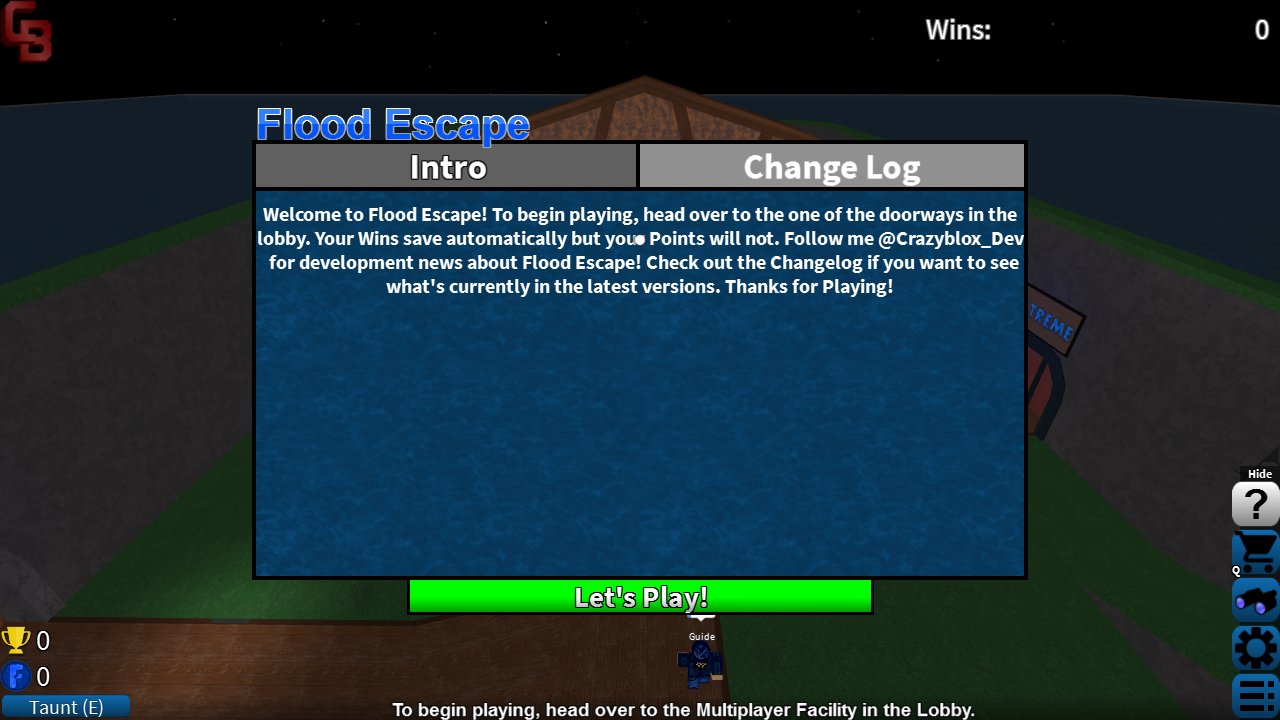 CB
Wins: 0
Flood Escape
Intro
Change Log
Welcome to Flood Escape! To begin playing, head over to the one of the doorways in the
lobby. Your Wins save automatically but your Points will not. Follow me @Crazyblox_Dev
for development news about Flood Escape! Check out the Changelog if you want to see
what's currently in the latest versions. Thanks for Playing!
TREME
Hide
?
Q
Let's Play!
Guide
0
F 0
Taunt (E)
To begin playing, head over to the Multiplayer Facility in the Lobby.